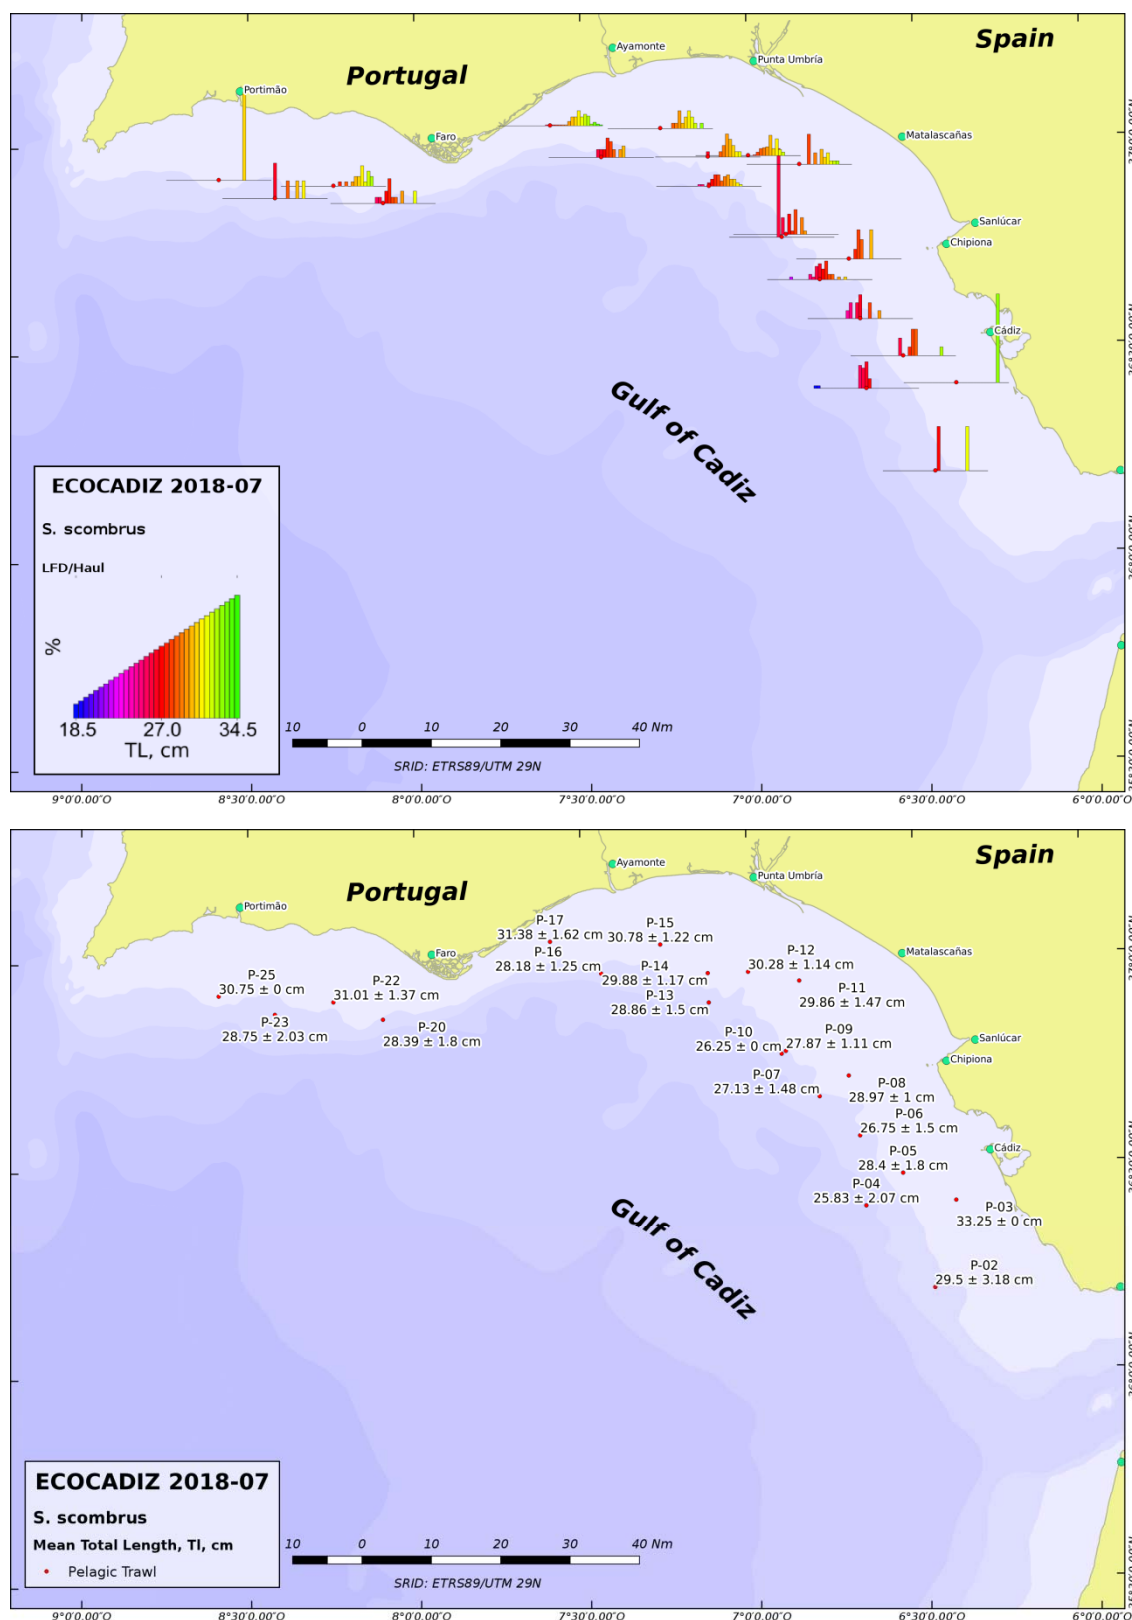 Spain
Portugal
Ayamonte
Punta Umbría
Portimão
Faro
Matalascañas
Sanlúcar
Chipiona
Cádiz
Gulf of Cadiz
ECOCADIZ 2018-07
S. scombrus
LFD/Haul
%
18.5 27.0 34.5
TL, cm
10 0 10 20 30 40 Nm
SRID: ETRS89/UTM 29N
9°0'0.00"O 8°30'0.00"O 8°0'0.00"O 7°30'0.00"O 7°0'0.00"O 6°30'0.00"O 6°0'0.00"O
Spain
Portugal
Ayamonte
Punta Umbría
Portimão
Faro
Matalascañas
Sanlúcar
Chipiona
Cádiz
P-17
31.38 ± 1.62 cm
P-15
30.78 ± 1.22 cm
P-16
28.18 ± 1.25 cm
P-14
29.88 ± 1.17 cm
P-12
30.28 ± 1.14 cm
P-25
30.75 ± 0 cm
P-22
31.01 ± 1.37 cm
P-13
28.86 ± 1.5 cm
P-11
29.86 ± 1.47 cm
P-23
28.75 ± 2.03 cm
P-20
28.39 ± 1.8 cm
P-10
26.25 ± 0 cm
P-09
27.87 ± 1.11 cm
P-07
27.13 ± 1.48 cm
P-08
28.97 ± 1 cm
P-06
26.75 ± 1.5 cm
P-05
28.4 ± 1.8 cm
P-04
25.83 ± 2.07 cm
P-03
33.25 ± 0 cm
P-02
29.5 ± 3.18 cm
Gulf of Cadiz
ECOCADIZ 2018-07
S. scombrus
Mean Total Length, Tl, cm
Pelagic Trawl
10 0 10 20 30 40 Nm
SRID: ETRS89/UTM 29N
9°0'0.00"O 8°30'0.00"O 8°0'0.00"O 7°30'0.00"O 7°0'0.00"O 6°30'0.00"O 6°0'0.00"O